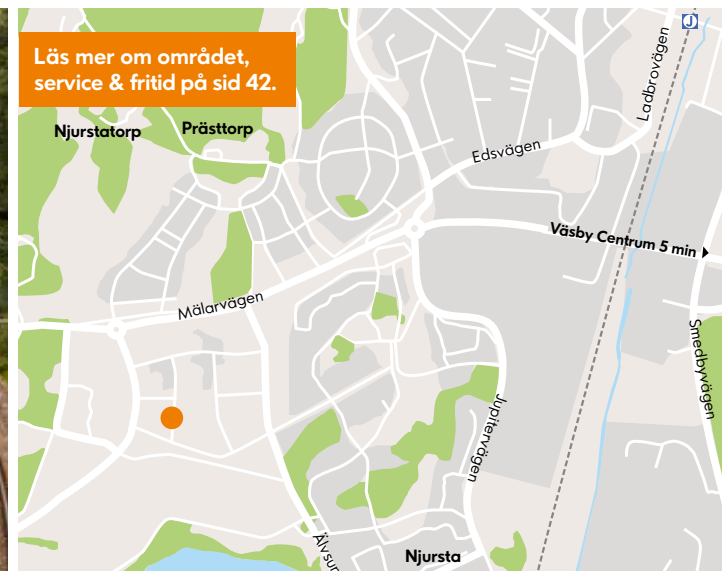 Läs mer om området,
service & fritid på sid 42.
J
Ladbrovägen
Njurstatorp
Prästtorp
Edsvägen
Väsby Centrum 5 min
Mälarvägen
Smedbyvägen
Jupitervägen
Njursta